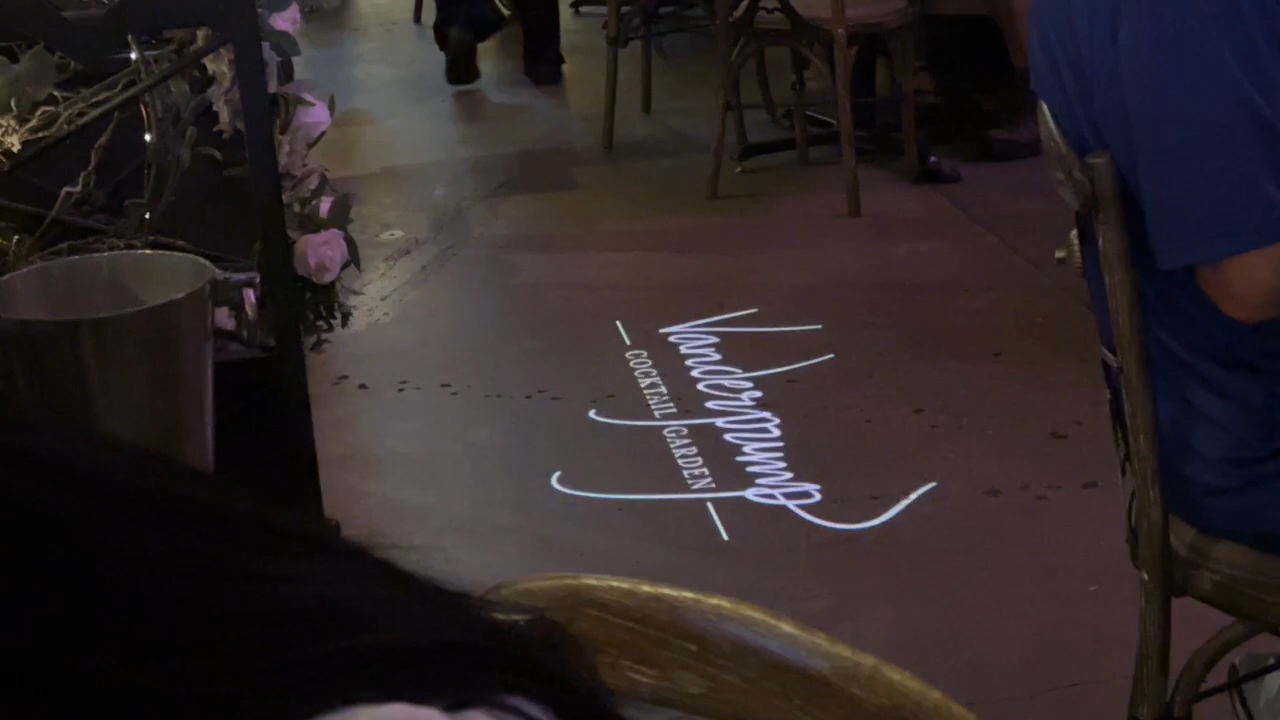 Vanderpump
— COCKTAIL GARDEN —